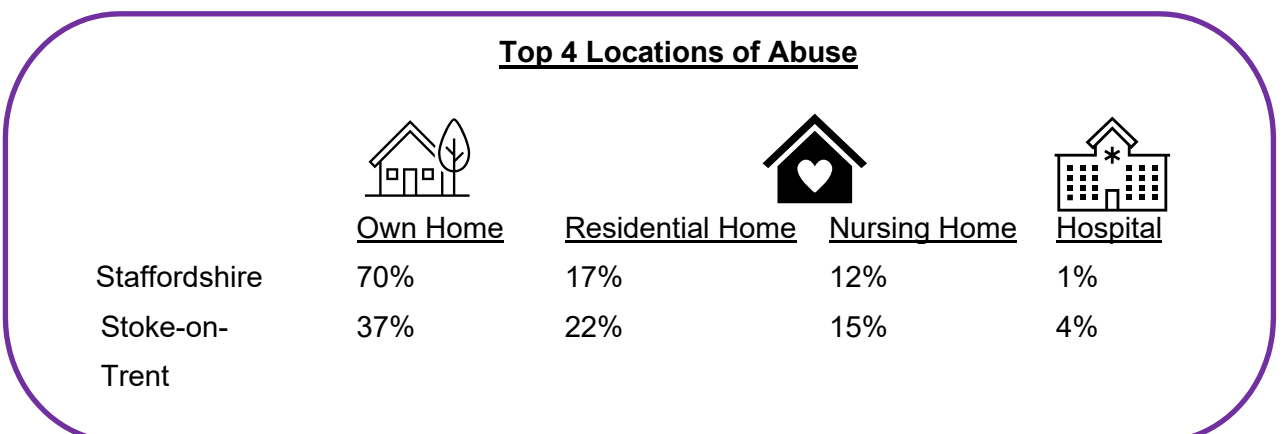 Top 4 Locations of Abuse
Own Home Residential Home Nursing Home Hospital
Staffordshire 70% 17% 12% 1%
Stoke-on- 37% 22% 15% 4%
Trent